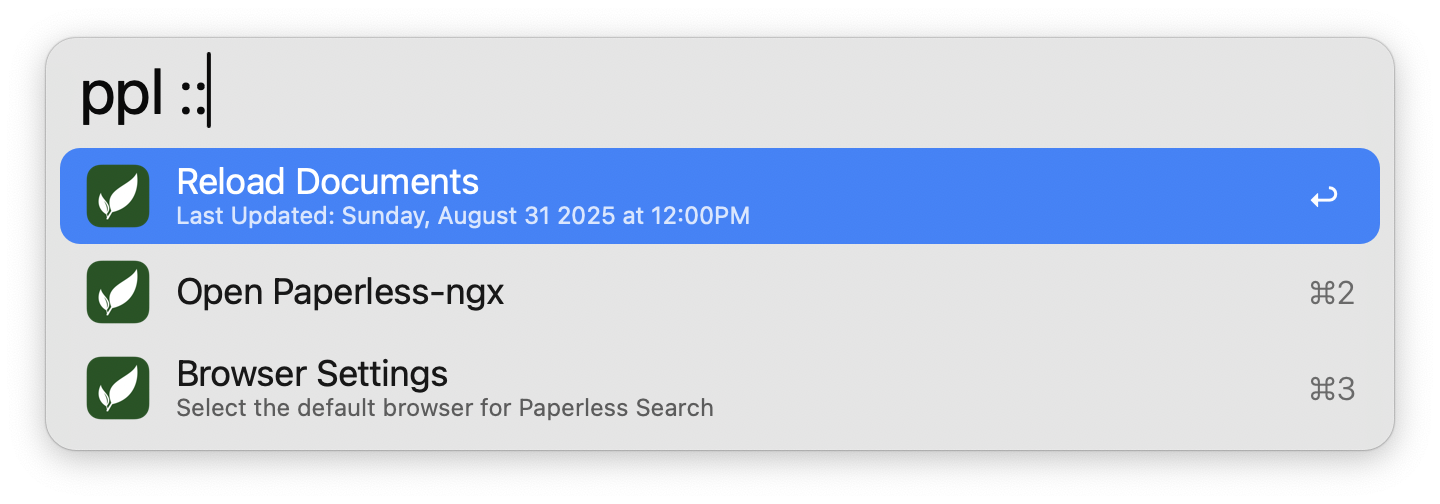 ppl ::
Reload Documents
Last Updated: Sunday, August 31 2025 at 12:00PM
Open Paperless-ngx
⌘2
Browser Settings
Select the default browser for Paperless Search
⌘3